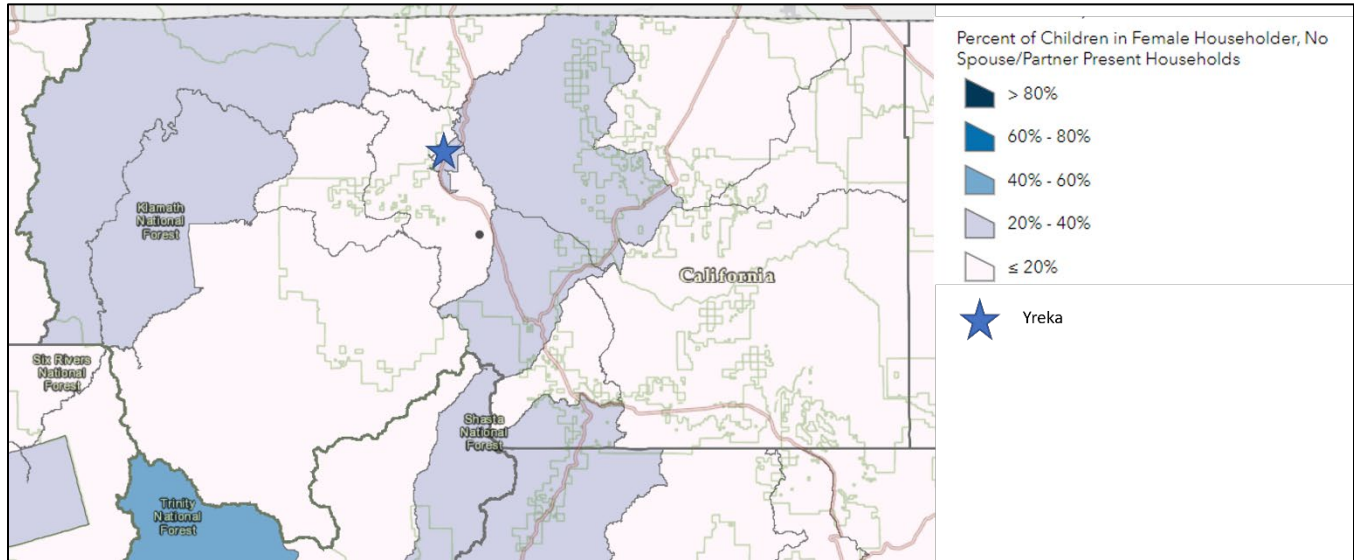 Percent of Children in Female Householder, No
Spouse/Partner Present Households
> 80%
60% - 80%
40% - 60%
20% - 40%
≤ 20%
Yreka
Klamath
National
Forest
California
Six Rivers
National
Forest
Shasta
National
Forest
Trinity
National
Forest